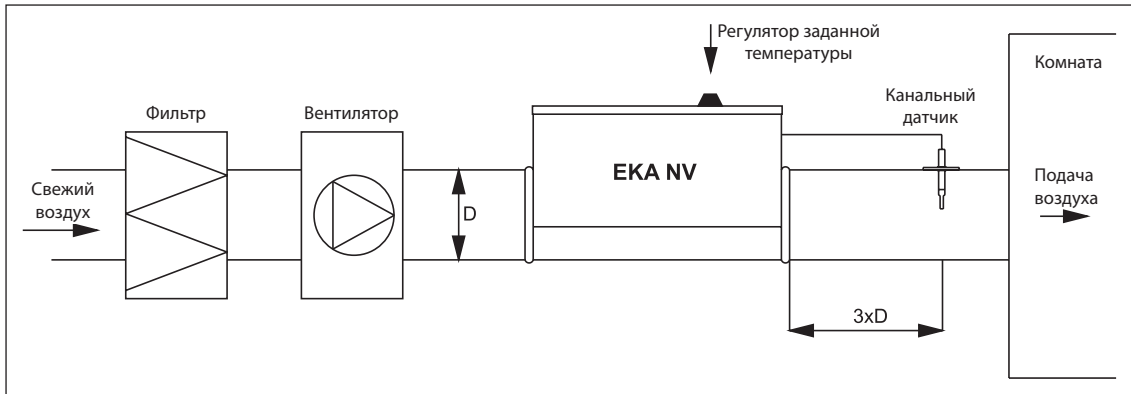 Регулятор заданной
температуры
Комната
Канальный
датчик
Фильтр
Вентилятор
EKA NV
Свежий
воздух
D
Подача
воздуха
3xD